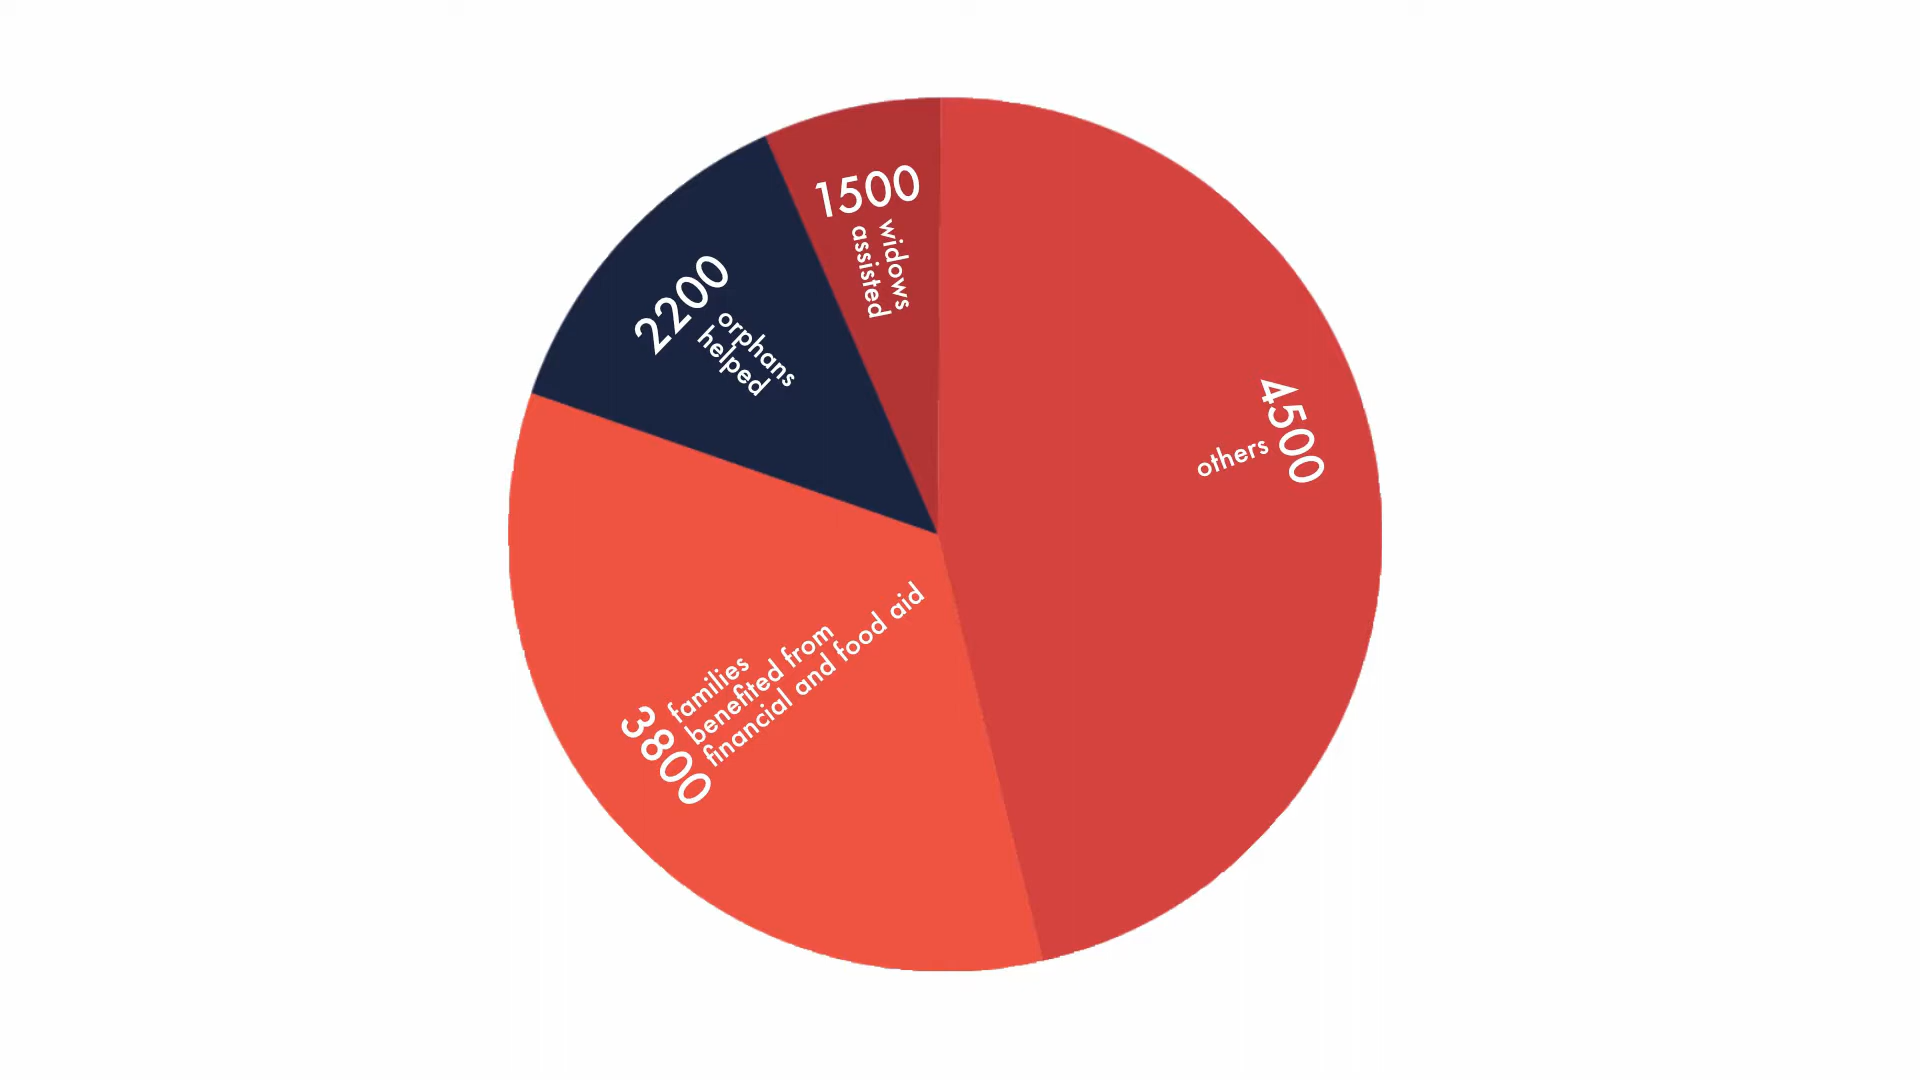 1500
widows
assisted
2200
orphans
helped
4500
others
3800
families
benefited from
financial and food aid